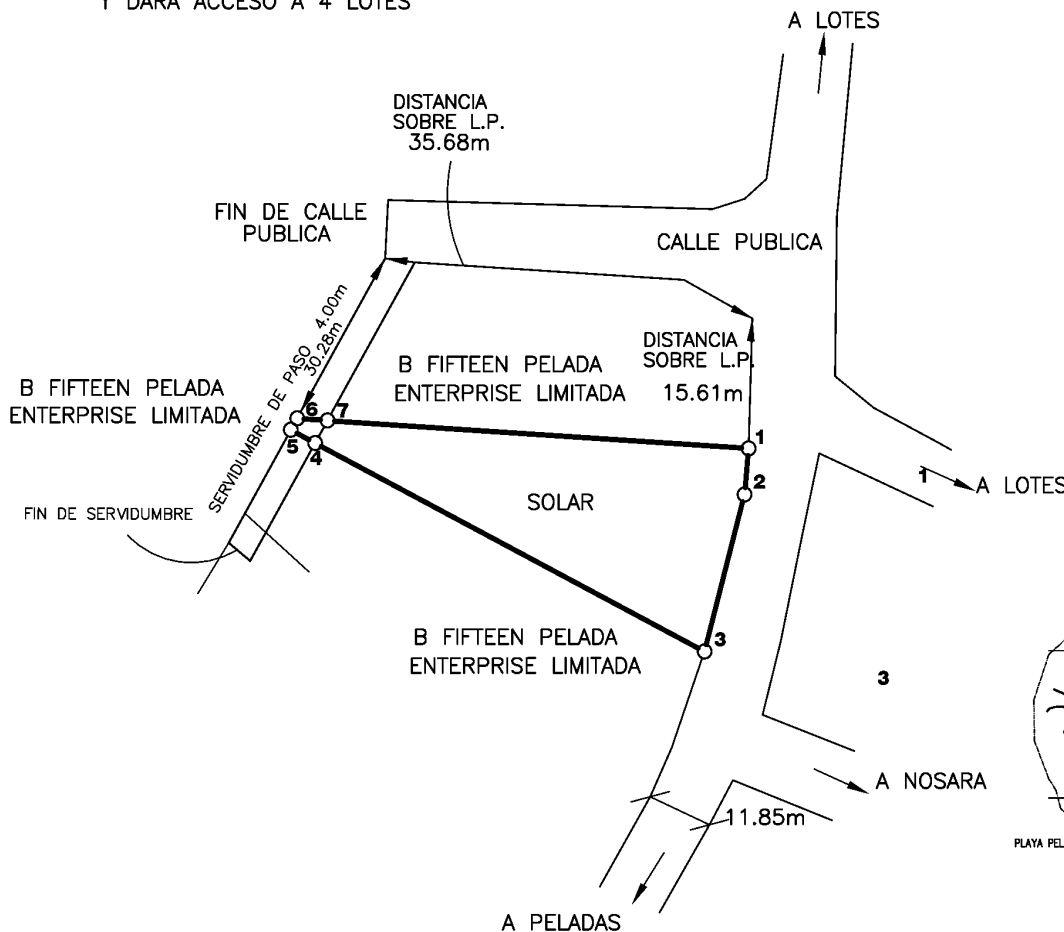 Y DARA ACCESO A 4 LOTES
A LOTES
DISTANCIA
SOBRE L.P.
35.68m
FIN DE CALLE
PUBLICA
CALLE PUBLICA
SERVIDUMBRE DE PASO 4.00m
30.28m
DISTANCIA
SOBRE L.P.
15.61m
B FIFTEEN PELADA
ENTERPRISE LIMITADA
B FIFTEEN PELADA
ENTERPRISE LIMITADA
6
7
5
4
1
2
SOLAR
1
A LOTES
FIN DE SERVIDUMBRE
B FIFTEEN PELADA
ENTERPRISE LIMITADA
3
3
A NOSARA
11.85m
PLAYA PEL
A PELADAS